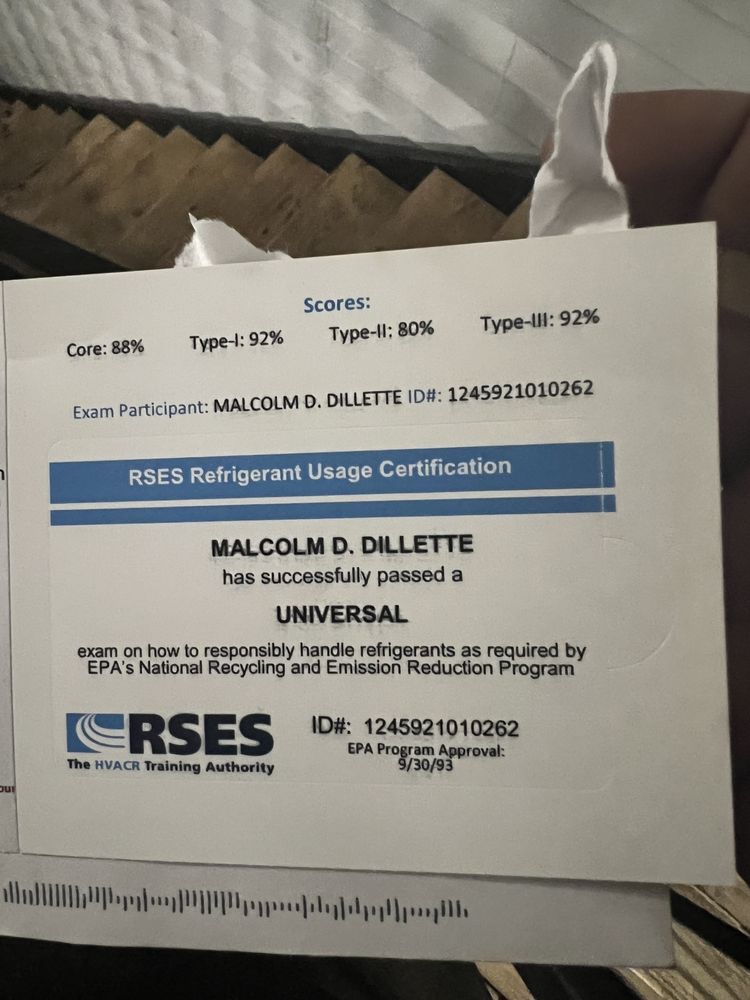 Scores:
Core: 88% Type-I: 92% Type-II: 80% Type-III: 92%
Exam Participant: MALCOLM D. DILLETTE ID#: 1245921010262
RSES Refrigerant Usage Certification
MALCOLM D. DILLETTE
has successfully passed a
UNIVERSAL
exam on how to responsibly handle refrigerants as required by
EPA's National Recycling and Emission Reduction Program
RSES
The HVACR Training Authority
ID#: 1245921010262
EPA Program Approval:
9/30/93